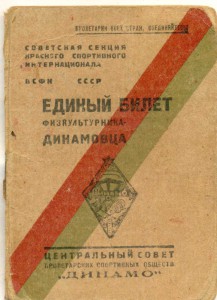 ПРОЛЕТАРИИ ВСЕХ СТРАН, СОЕДИНЯЙТЕСЬ!
СОВЕТСКАЯ СЕКЦИЯ
КРАСНОГО СПОРТИВНОГО
ИНТЕРНАЦИОНАЛА
ВСФК СССР
ЕДИНЫЙ БИЛЕТ
ФИЗКУЛЬТУРНИКА-
ДИНАМОВЦА
ЦЕНТРАЛЬНЫЙ СОВЕТ
ПРОЛЕТАРСКИХ СПОРТИВНЫХ ОБЩЕСТВ
„ДИНАМО"